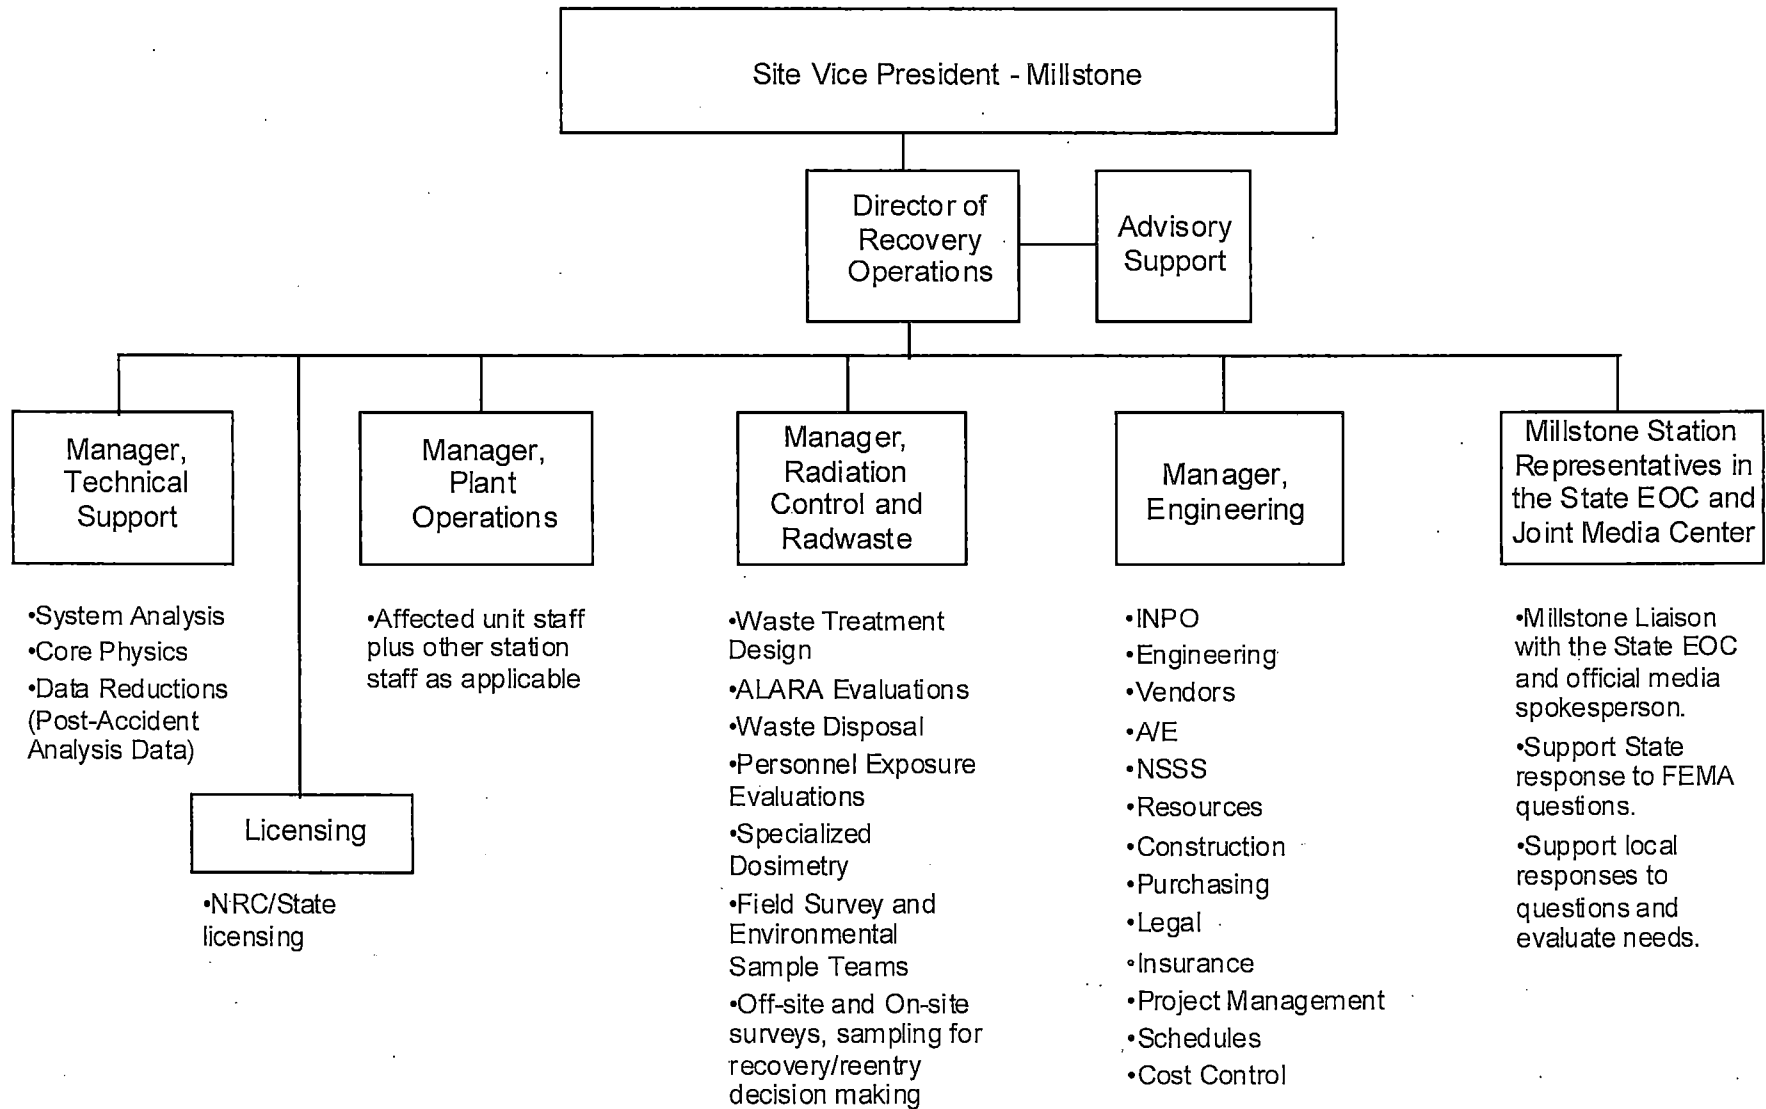 Site Vice President - Millstone
Director of
Recovery
Operations
Advisory
Support
Manager,
Technical
Support
•System Analysis
•Core Physics
•Data Reductions
(Post-Accident
Analysis Data)
Licensing
•NRC/State
licensing
Manager,
Plant
Operations
•Affected unit staff
plus other station
staff as applicable
Manager,
Radiation
Control and
Radwaste
•Waste Treatment
Design
•ALARA Evaluations
•Waste Disposal
•Personnel Exposure
Evaluations
•Specialized
Dosimetry
•Field Survey and
Environmental
Sample Teams
•Off-site and On-site
surveys, sampling for
recovery/reentry
decision making
Manager,
Engineering
•INPO
•Engineering
•Vendors
•A/E
•NSSS
•Resources
•Construction
•Purchasing
•Legal
•Insurance
•Project Management
•Schedules
•Cost Control
Millstone Station
Representatives in
the State EOC and
Joint Media Center
•Millstone Liaison
with the State EOC
and official media
spokesperson.
•Support State
response to FEMA
questions.
•Support local
responses to
questions and
evaluate needs.